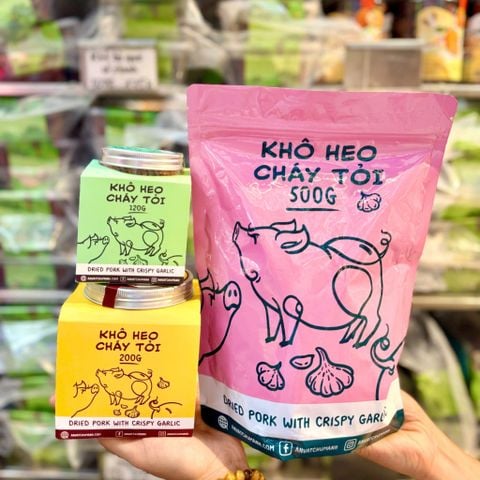 KHÔ HEO
CHÁY TỎI
120G
DRIED PORK WITH CRISPY GARLIC
KHÔ HEO
CHÁY TỎI
200G
DRIED PORK WITH CRISPY GARLIC
ANVATCHUMIANH
KHÔ HEO
CHÁY TỎI
500G
DRIED PORK WITH CRISPY GARLIC